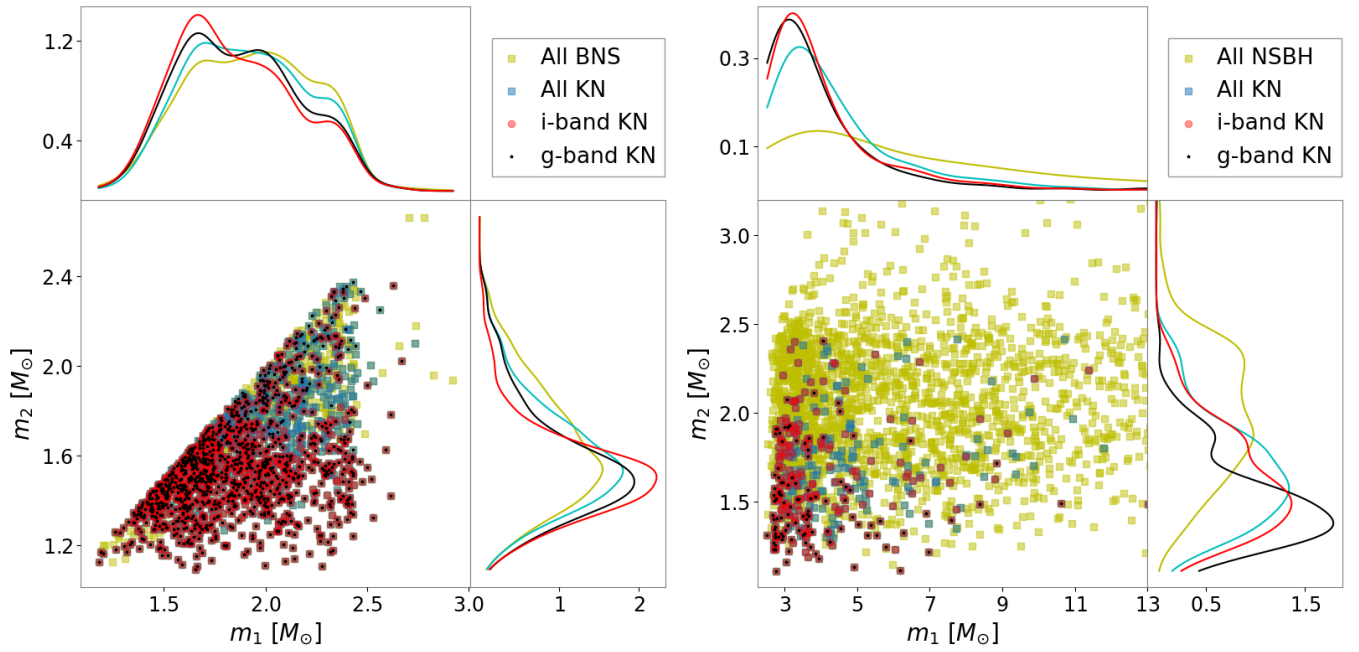 1.2
0.4
All BNS
All KN
i-band KN
g-band KN
2.4
2.0
1.6
1.2
m₂ [M⊙]
1.5
2.0
2.5
3.0
1
2
m₁ [M⊙]
0.3
0.1
All NSBH
All KN
i-band KN
g-band KN
3.0
2.5
2.0
1.5
m₂ [M⊙]
3
5
7
9
11
13
0.5
1.5
m₁ [M⊙]